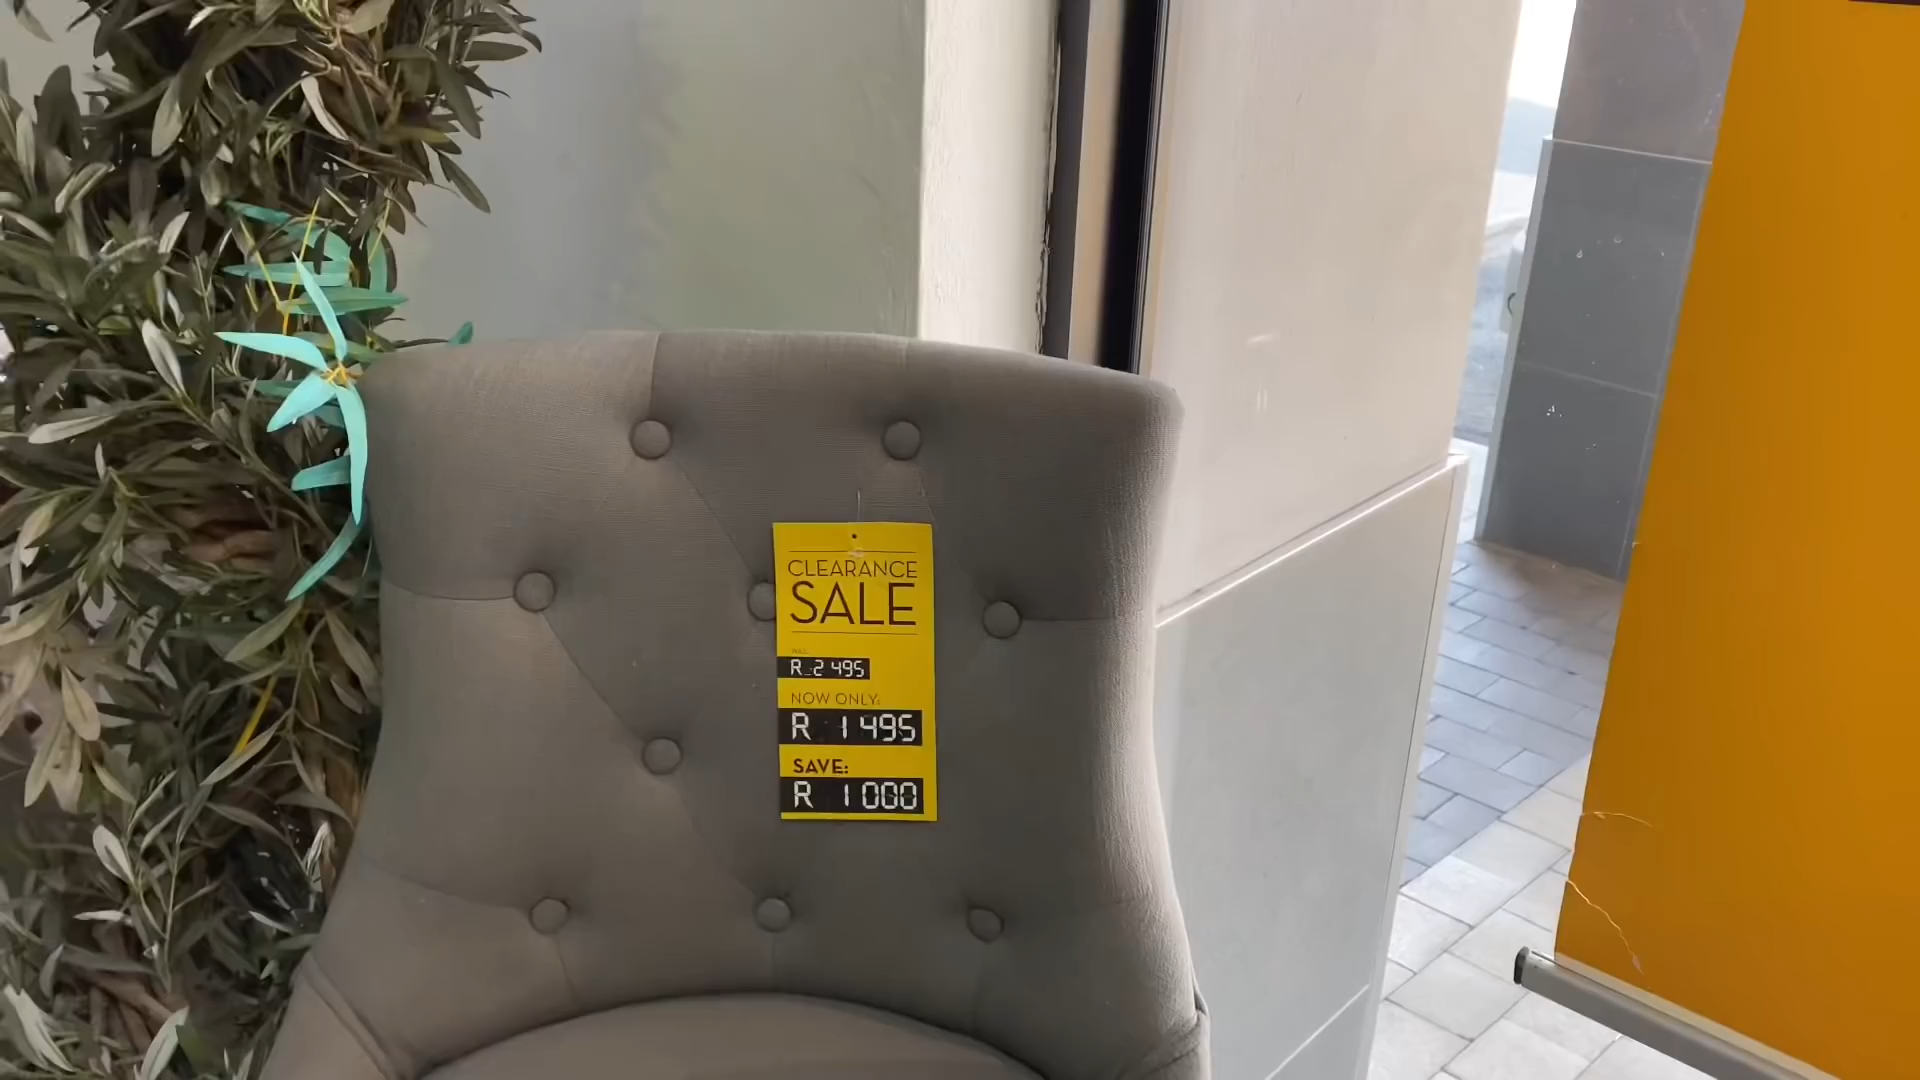 CLEARANCE
SALE
WAS:
R 2 495
NOW ONLY:
R 1 495
SAVE:
R 1 000